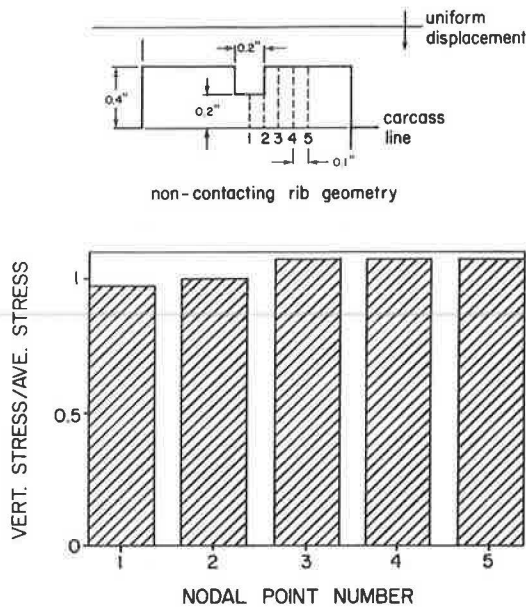 uniform
displacement
0.2"
0.4"
0.2"
carcass
line
1 2 3 4 5
0.1"
non-contacting rib geometry
VERT. STRESS/AVE. STRESS
1
0.5
0
1 2 3 4 5
NODAL POINT NUMBER